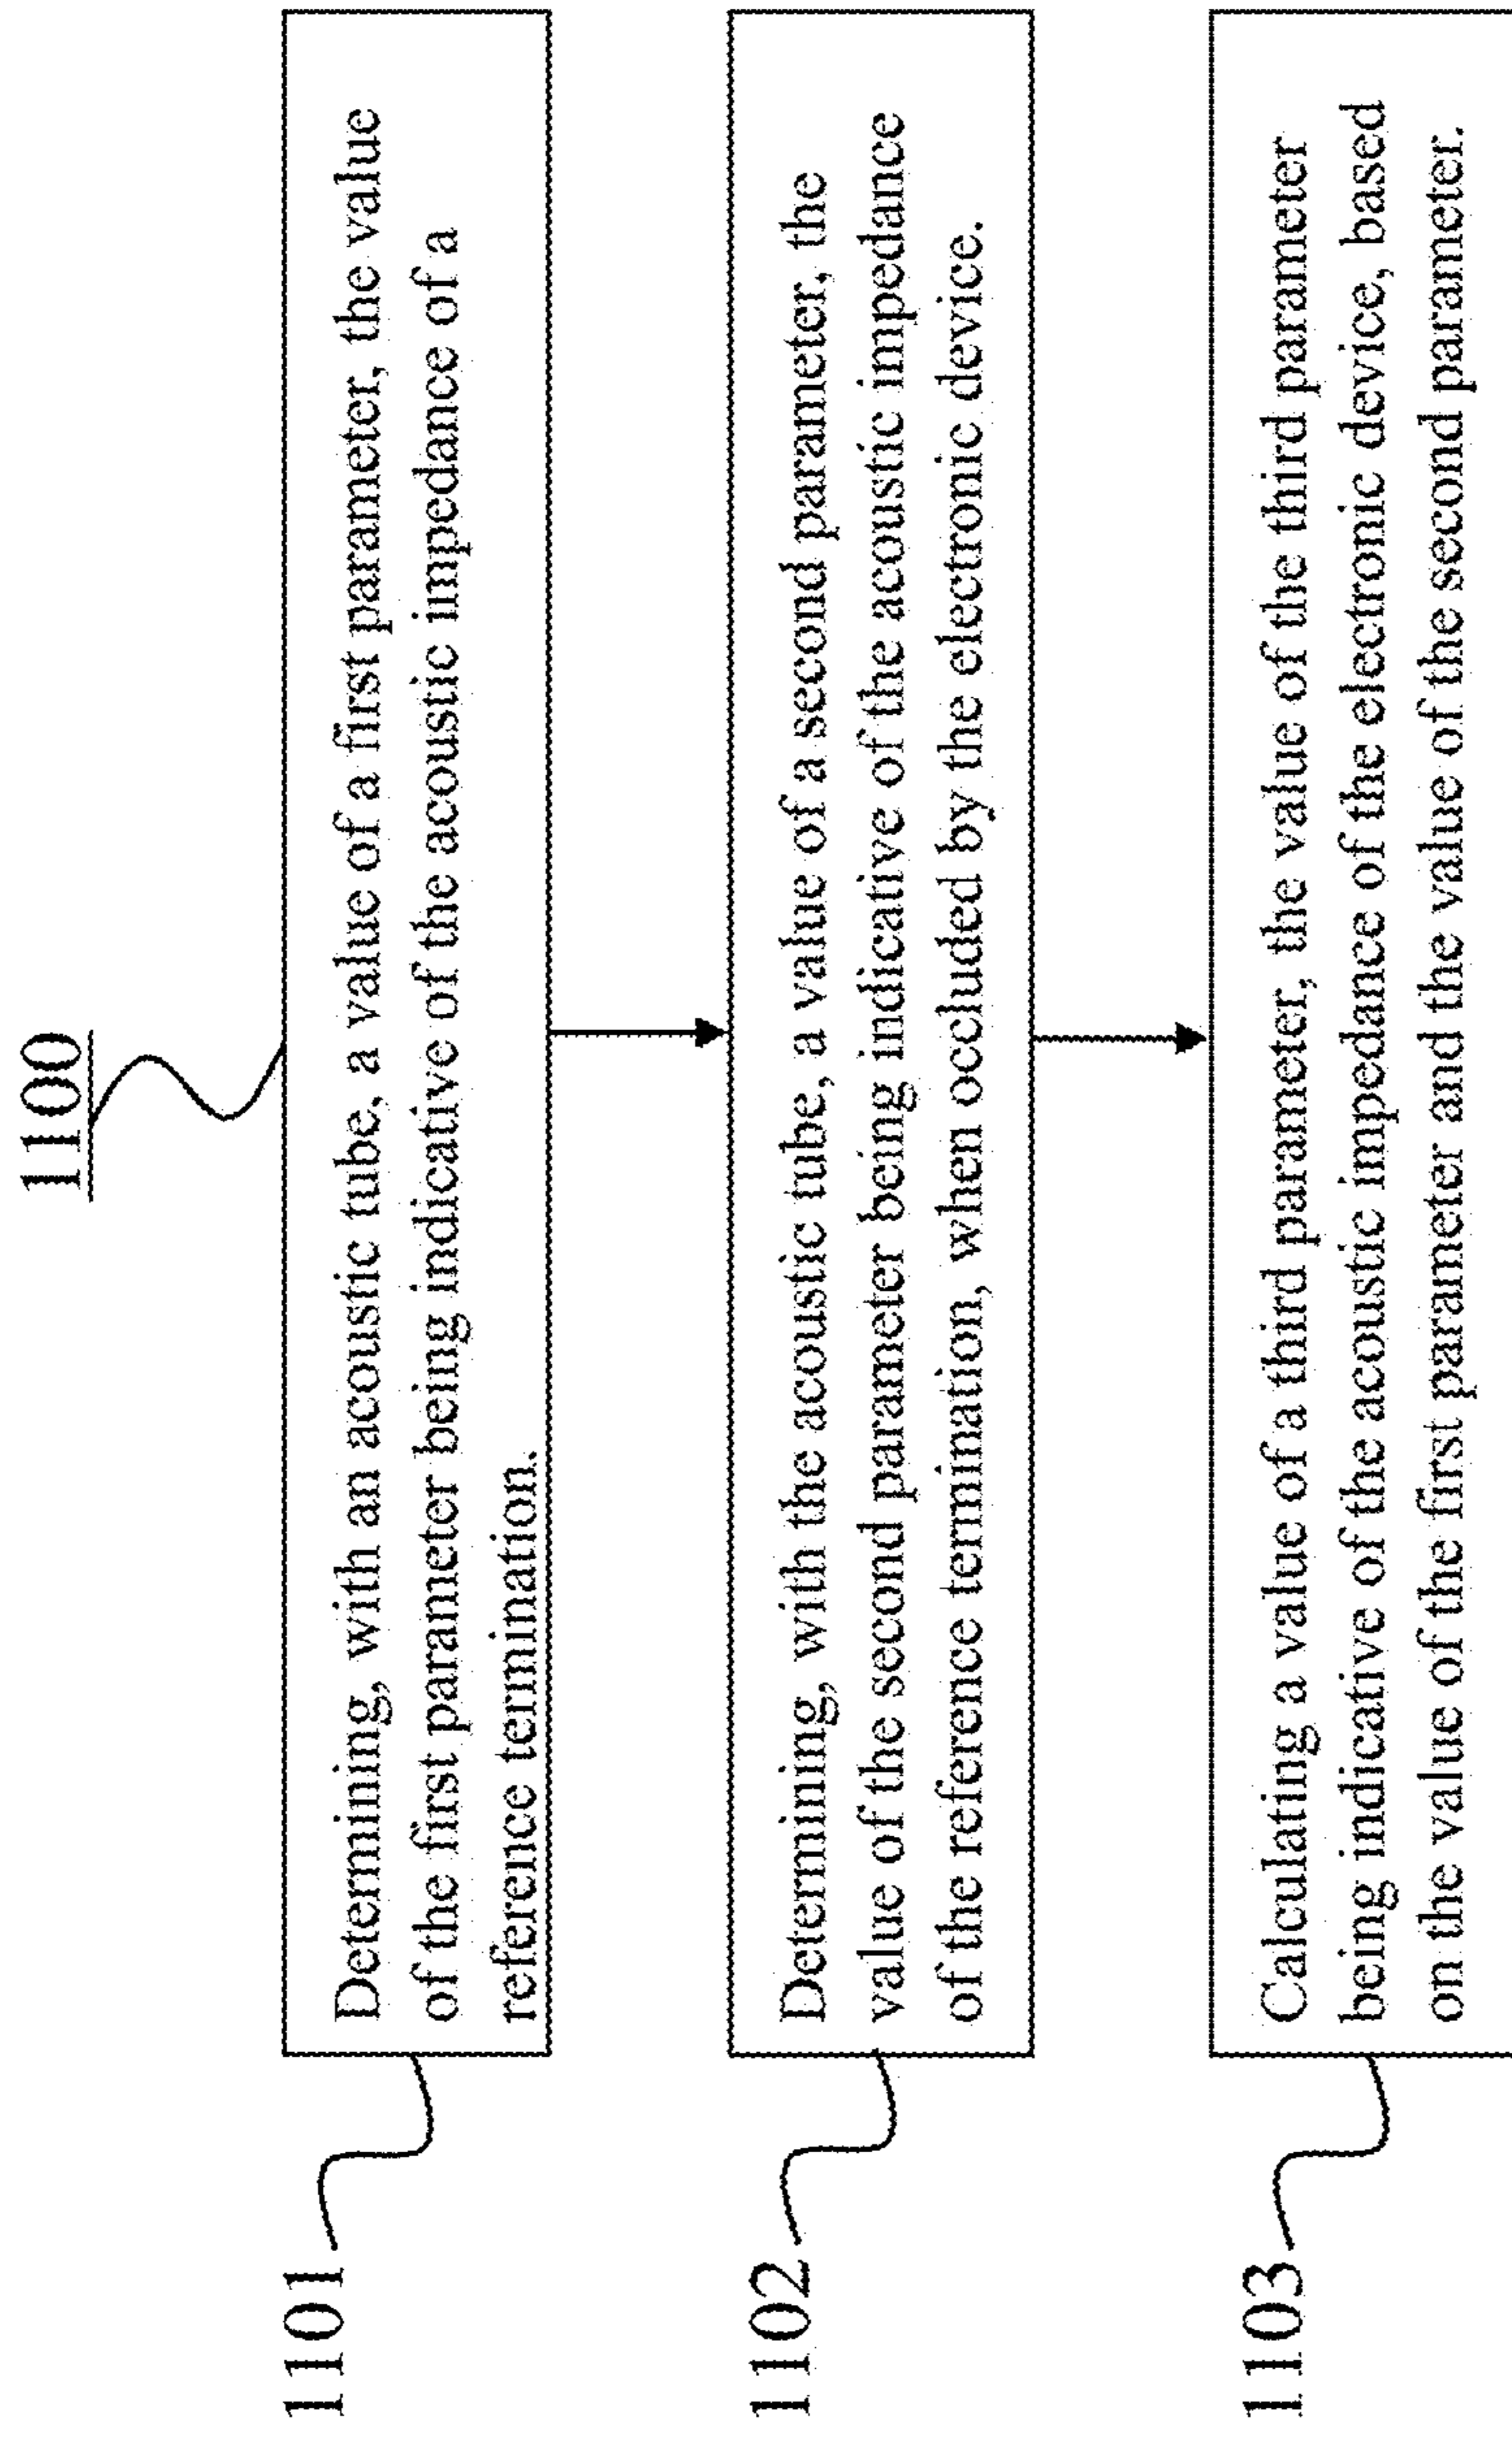 1100
1101
Determining, with an acoustic tube, a value of a first parameter, the value
of the first parameter being indicative of the acoustic impedance of a
reference termination.
1102
Determining, with the acoustic tube, a value of a second parameter, the
value of the second parameter being indicative of the acoustic impedance
of the reference termination, when occluded by the electronic device.
1103
Calculating a value of a third parameter, the value of the third parameter
being indicative of the acoustic impedance of the electronic device, based
on the value of the first parameter and the value of the second parameter.